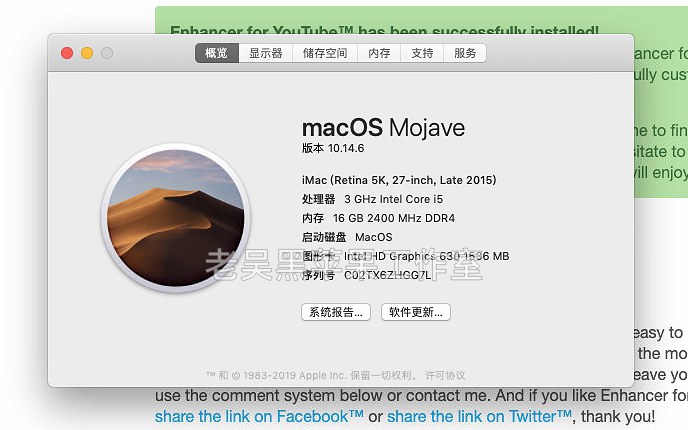 Enhancer for YouTube™ has been successfully installed!
概览 显示器 储存空间 内存 支持 服务
ancer fo
ully cust
macOS Mojave
版本 10.14.6
e to fin
sitate to
will enjoy
iMac (Retina 5K, 27-inch, Late 2015)
处理器 3 GHz Intel Core i5
内存 16 GB 2400 MHz DDR4
启动磁盘 MacOS
图形卡 Intel HD Graphics 630 1536 MB
老吴黑苹果工作室
序列号 C02TX6ZHGG7L
系统报告... 软件更新...
easy to
the mo
eave yo
™ 和 © 1983-2019 Apple Inc. 保留一切权利。 许可协议
use the comment system below or contact me. And if you like Enhancer for
share the link on Facebook™ or share the link on Twitter™, thank you!